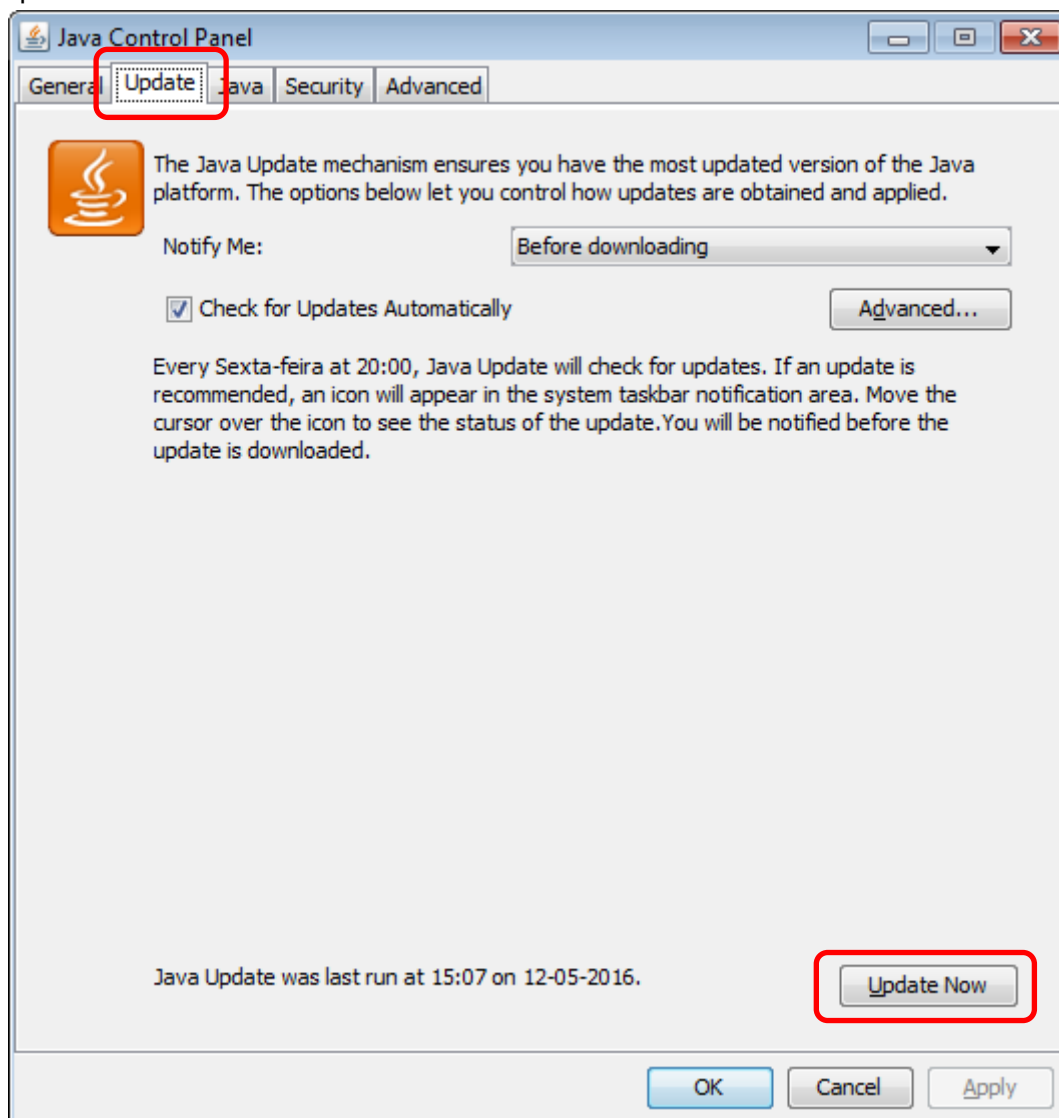 Java Control Panel
General Update Java Security Advanced
The Java Update mechanism ensures you have the most updated version of the Java
platform. The options below let you control how updates are obtained and applied.
Notify Me: Before downloading
Check for Updates Automatically Advanced...
Every Sexta-feira at 20:00, Java Update will check for updates. If an update is
recommended, an icon will appear in the system taskbar notification area. Move the
cursor over the icon to see the status of the update.You will be notified before the
update is downloaded.
Java Update was last run at 15:07 on 12-05-2016. Update Now
OK Cancel Apply